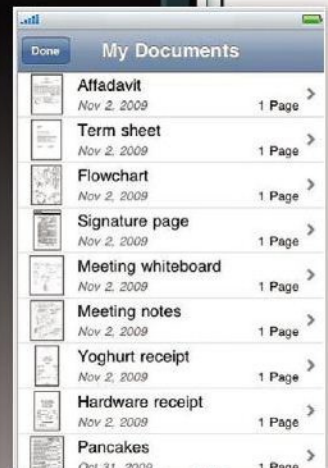 Done My Documents
Affadavit
Nov 2, 2009 1 Page
Term sheet
Nov 2, 2009 1 Page
Flowchart
Nov 2, 2009 1 Page
Signature page
Nov 2, 2009 1 Page
Meeting whiteboard
Nov 2, 2009 1 Page
Meeting notes
Nov 2, 2009 1 Page
Yoghurt receipt
Nov 2, 2009 1 Page
Hardware receipt
Nov 2, 2009 1 Page
Pancakes
Oct 31, 2009 1 Page